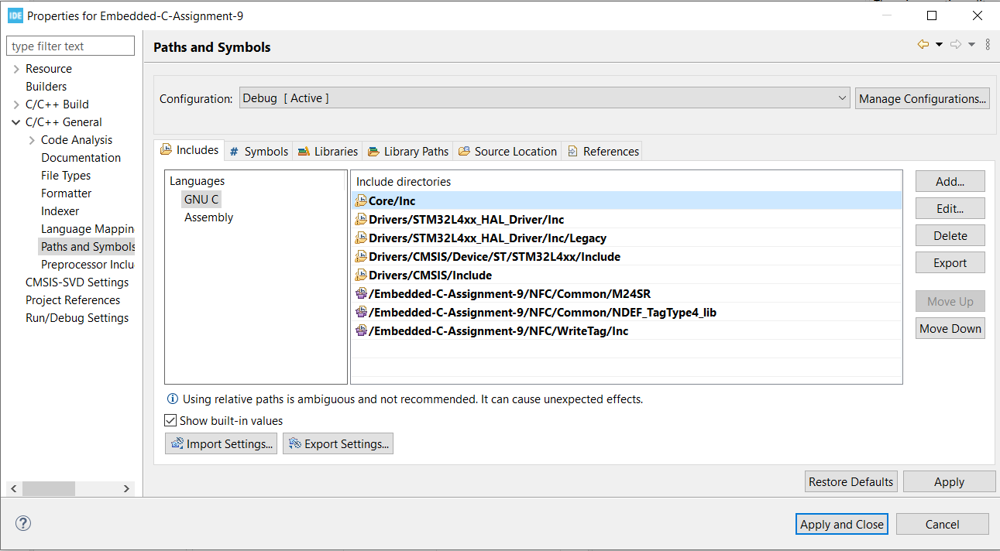 IDE Properties for Embedded-C-Assignment-9
type filter text
Resource
Builders
C/C++ Build
C/C++ General
Code Analysis
Documentation
File Types
Formatter
Indexer
Language Mappin
Paths and Symbols
Preprocessor Inclu
CMSIS-SVD Settings
Project References
Run/Debug Settings
Paths and Symbols
Configuration: Debug [ Active ] Manage Configurations...
Includes # Symbols Libraries Library Paths Source Location References
Languages
GNU C
Assembly
Include directories
Core/Inc
Drivers/STM32L4xx_HAL_Driver/Inc
Drivers/STM32L4xx_HAL_Driver/Inc/Legacy
Drivers/CMSIS/Device/ST/STM32L4xx/Include
Drivers/CMSIS/Include
/Embedded-C-Assignment-9/NFC/Common/M24SR
/Embedded-C-Assignment-9/NFC/Common/NDEF_TagType4_lib
/Embedded-C-Assignment-9/NFC/WriteTag/Inc
Add...
Edit...
Delete
Export
Move Up
Move Down
Using relative paths is ambiguous and not recommended. It can cause unexpected effects.
Show built-in values
Import Settings... Export Settings...
Restore Defaults Apply
? Apply and Close Cancel